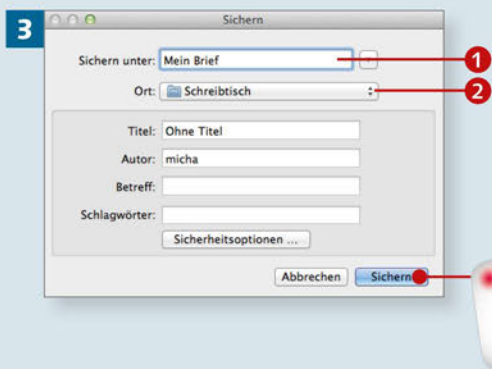 3
Sichern
Sichern unter: Mein Brief
1
Ort: Schreibtisch
2
Titel: Ohne Titel
Autor: micha
Betreff:
Schlagwörter:
Sicherheitsoptionen ...
Abbrechen Sichern